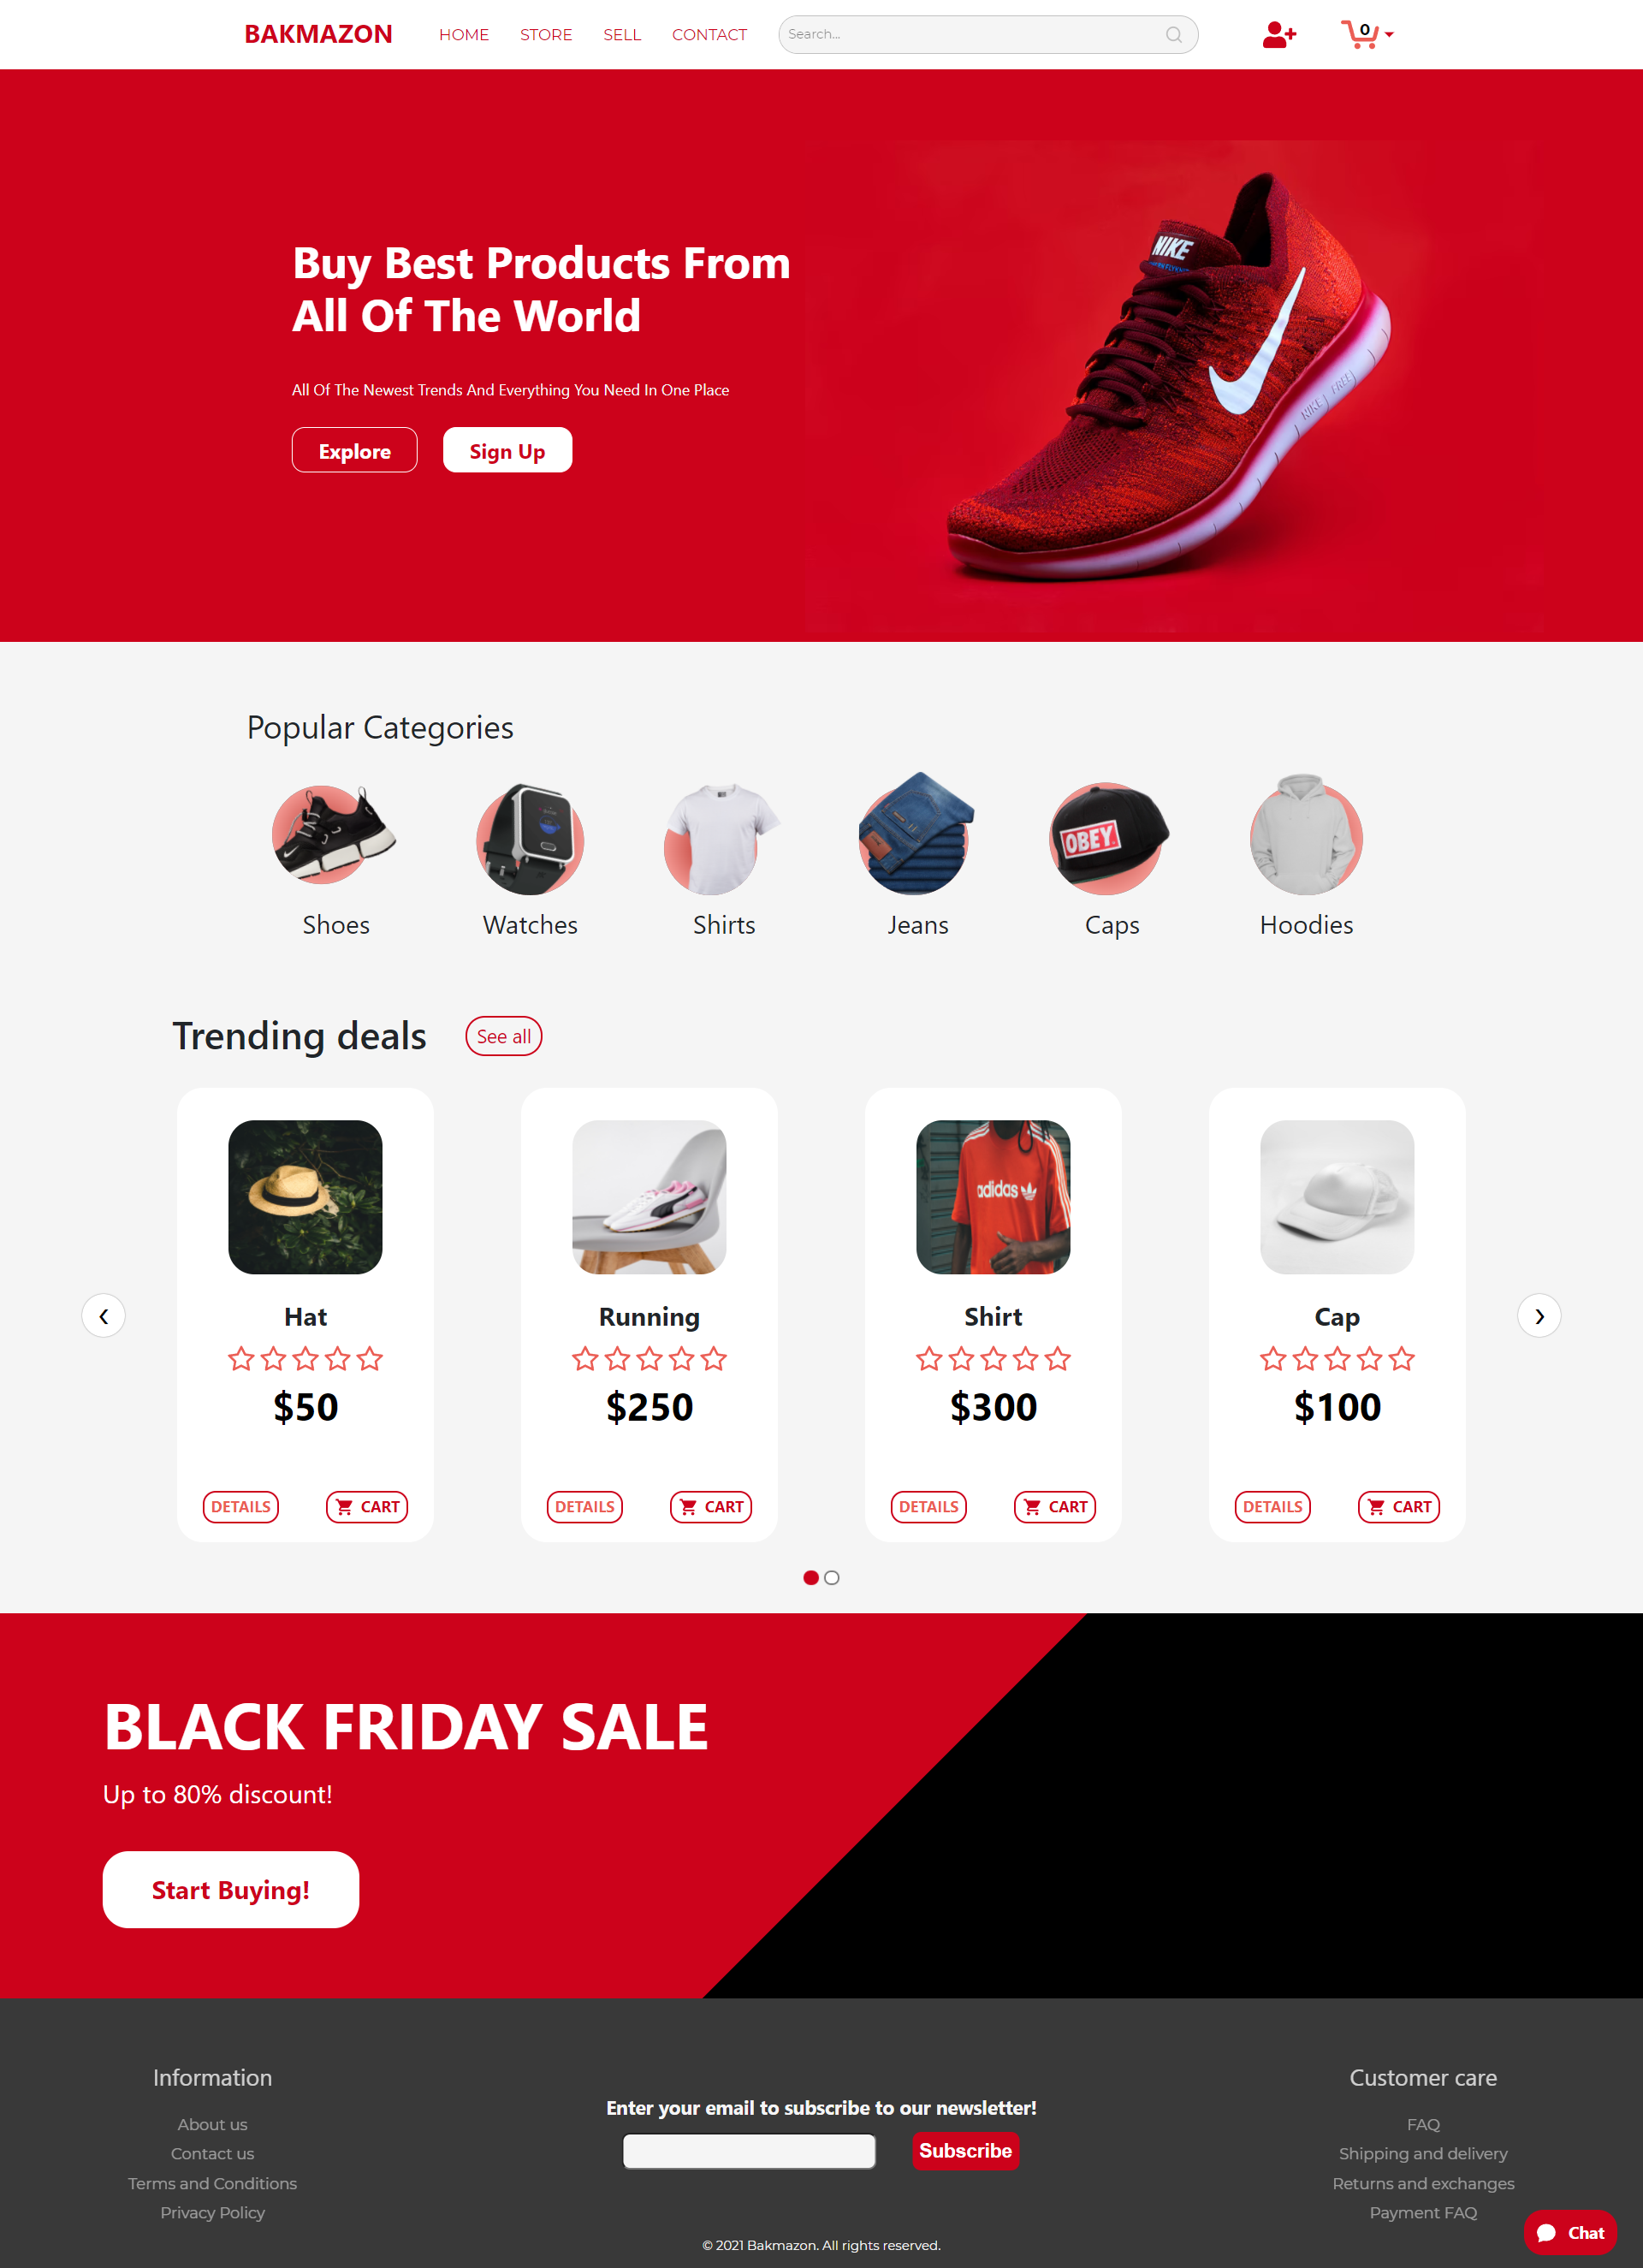 BAKMAZON
HOME STORE SELL CONTACT
Search...
0
NIKE
Buy Best Products From
All Of The World
All Of The Newest Trends And Everything You Need In One Place
Explore
Sign Up
NIKE FREE
Popular Categories
OBEY
Shoes
Watches
Shirts
Jeans
Caps
Hoodies
Trending deals
See all
adidas
Hat
Running
Shirt
Cap
$50
$250
$300
$100
DETAILS CART
DETAILS CART
DETAILS CART
DETAILS CART
BLACK FRIDAY SALE
Up to 80% discount!
Start Buying!
Information
About us
Contact us
Terms and Conditions
Privacy Policy
Enter your email to subscribe to our newsletter!
Subscribe
Customer care
FAQ
Shipping and delivery
Returns and exchanges
Payment FAQ
Chat
© 2021 Bakmazon. All rights reserved.